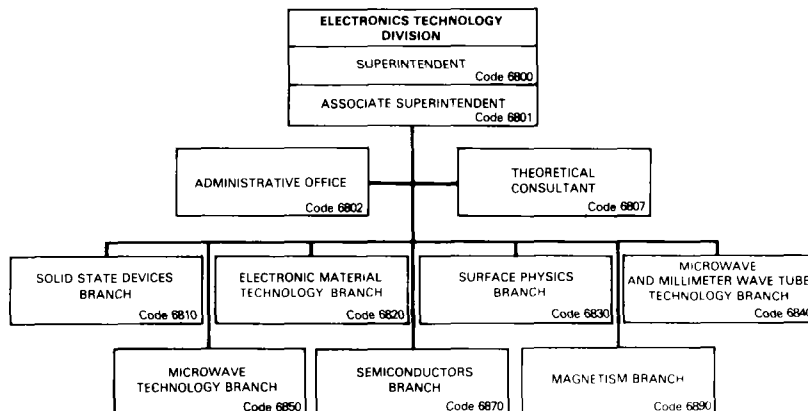 ELECTRONICS TECHNOLOGY
DIVISION
SUPERINTENDENT
Code 6800
ASSOCIATE SUPERINTENDENT
Code 6801
ADMINISTRATIVE OFFICE
Code 6802
THEORETICAL
CONSULTANT
Code 6807
SOLID STATE DEVICES
BRANCH
Code 6810
ELECTRONIC MATERIAL
TECHNOLOGY BRANCH
Code 6820
SURFACE PHYSICS
BRANCH
Code 6830
MICROWAVE
AND MILLIMETER WAVE TUBE
TECHNOLOGY BRANCH
Code 6840
MICROWAVE
TECHNOLOGY BRANCH
Code 6850
SEMICONDUCTORS
BRANCH
Code 6870
MAGNETISM BRANCH
Code 6890